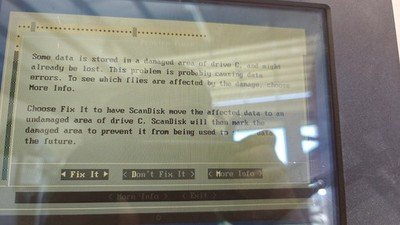 Some data is stored in a damaged area of drive C, and might
already be lost. This problem is probably causing data
errors. To see which files are affected by the damage, choose
More Info.
Choose Fix It to have ScanDisk move the affected data to an
undamaged area of drive C. ScanDisk will then mark the
damaged area to prevent it from being used to data
the future.
◄ Fix It ► < Don't Fix It > < More Info >
< More Info > < Exit >